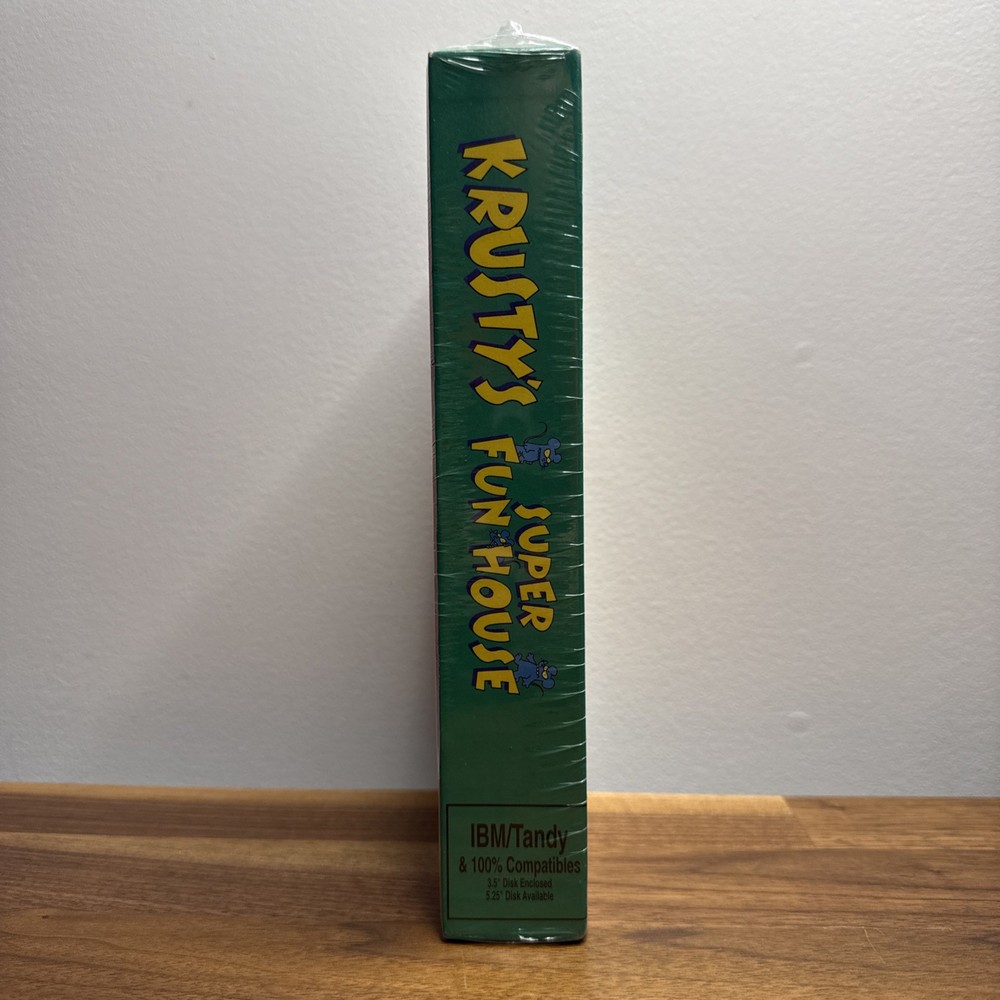 KRUSTY'S
SUPER
FUN HOUSE
IBM/Tandy
& 100% Compatibles
3.5" Disk Enclosed
5.25" Disk Available